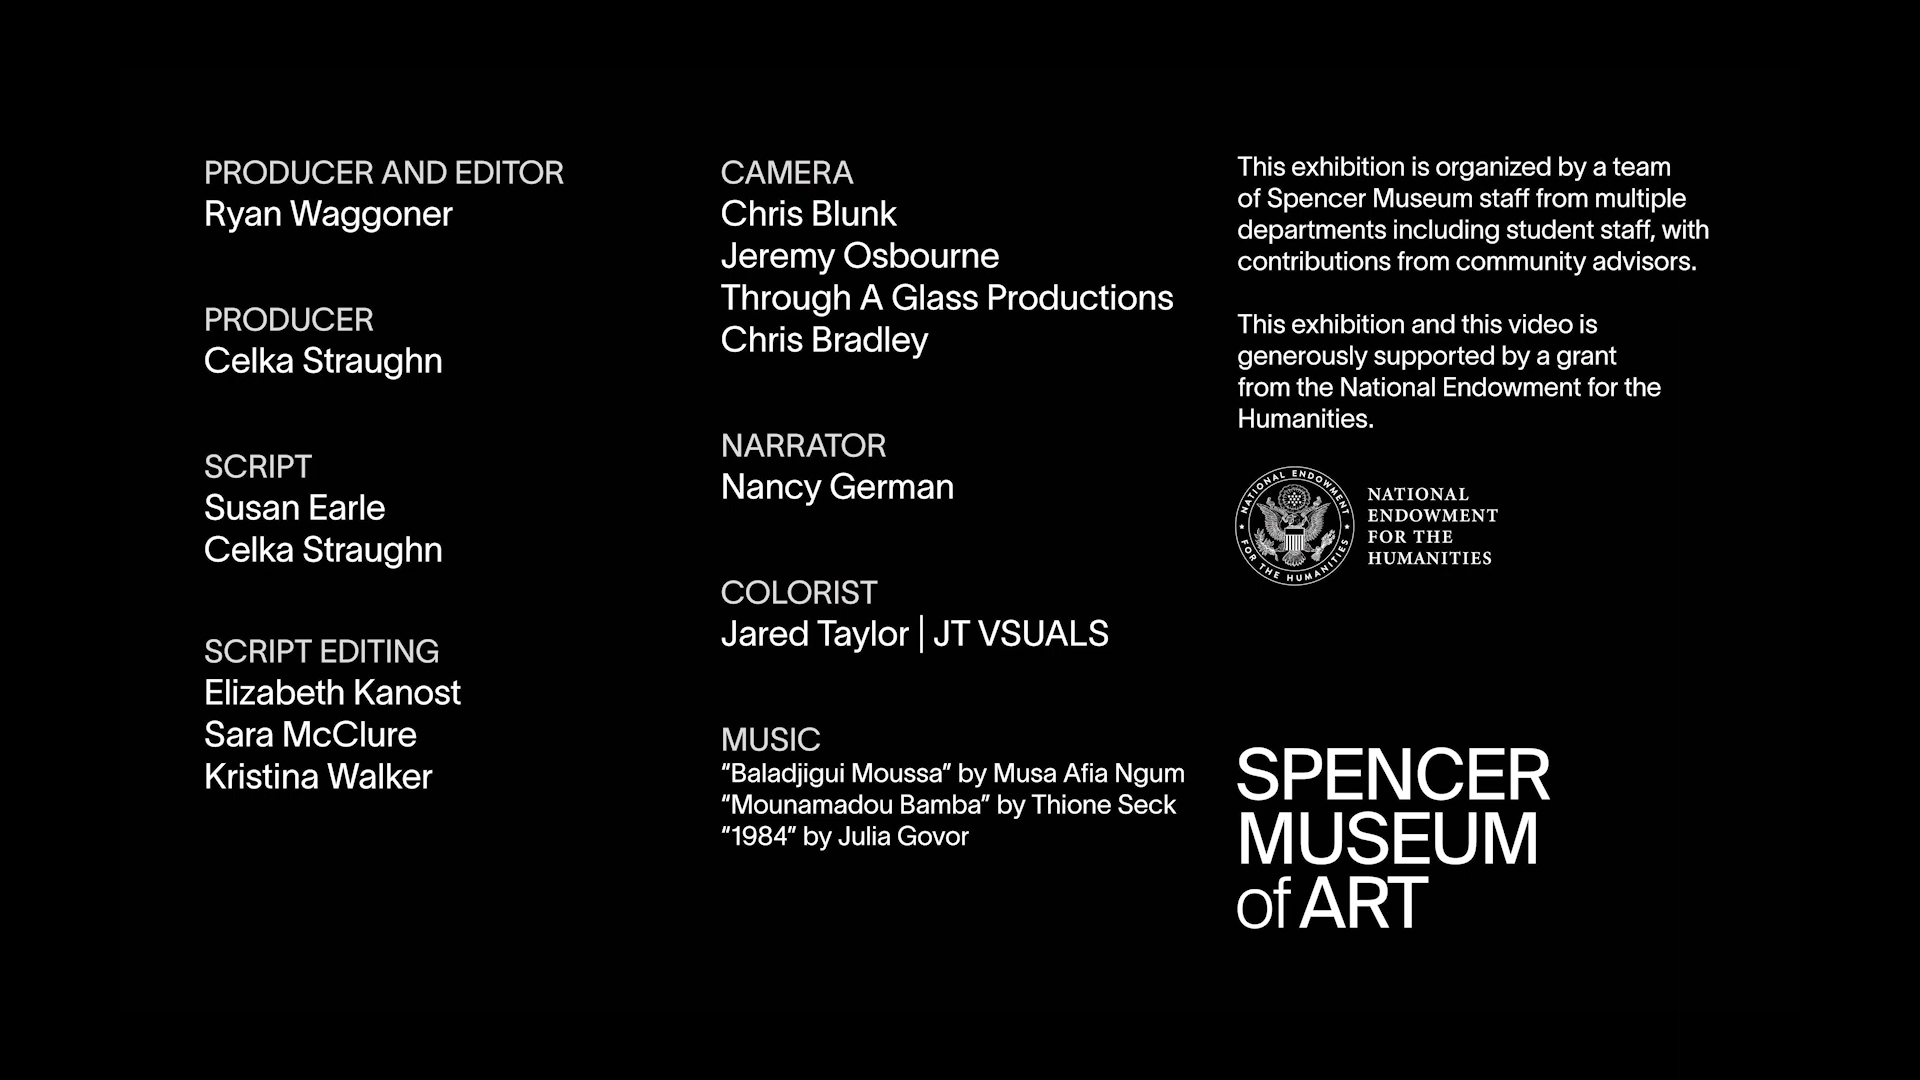 PRODUCER AND EDITOR
Ryan Waggoner
PRODUCER
Celka Straughn
SCRIPT
Susan Earle
Celka Straughn
SCRIPT EDITING
Elizabeth Kanost
Sara McClure
Kristina Walker
CAMERA
Chris Blunk
Jeremy Osbourne
Through A Glass Productions
Chris Bradley
NARRATOR
Nancy German
COLORIST
Jared Taylor | JT VSUALS
MUSIC
“Baladjigui Moussa” by Musa Afia Ngum
“Mounamadou Bamba” by Thione Seck
“1984” by Julia Govor
This exhibition is organized by a team
of Spencer Museum staff from multiple
departments including student staff, with
contributions from community advisors.
This exhibition and this video is
generously supported by a grant
from the National Endowment for the
Humanities.
NATIONAL ENDOWMENT
FOR THE HUMANITIES
NATIONAL
ENDOWMENT
FOR THE
HUMANITIES
SPENCER
MUSEUM
of ART